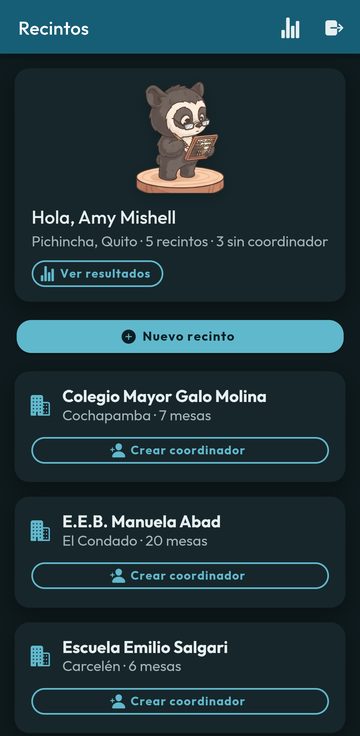 Recintos
Hola, Amy Mishell
Pichincha, Quito · 5 recintos · 3 sin coordinador
Ver resultados
Nuevo recinto
Colegio Mayor Galo Molina
Cochapamba · 7 mesas
Crear coordinador
E.E.B. Manuela Abad
El Condado · 20 mesas
Crear coordinador
Escuela Emilio Salgari
Carcelén · 6 mesas
Crear coordinador